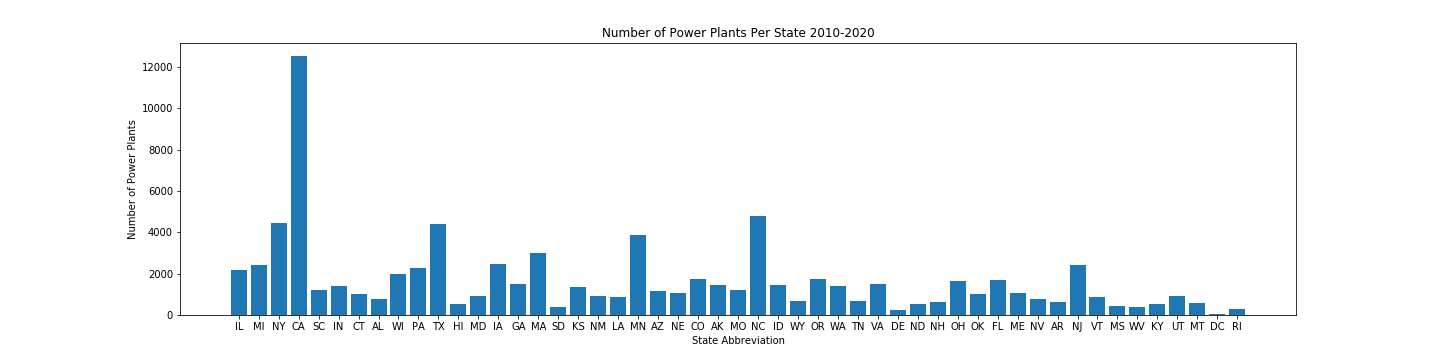 Number of Power Plants Per State 2010-2020
Number of Power Plants
12000
10000
8000
6000
4000
2000
0
IL MI NY CA SC IN CT AL WI PA TX HI MD IA GA MA SD KS NM LA MN AZ NE CO AK MO NC ID WY OR WA TN VA DE ND NH OH OK FL ME NV AR NJ VT MS WV KY UT MT DC RI
State Abbreviation